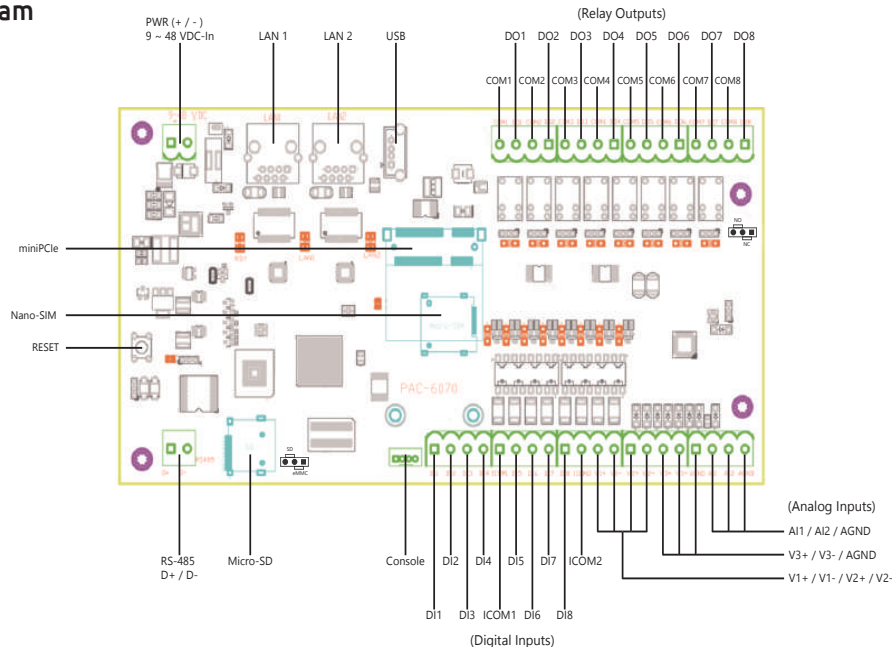 am
(Relay Outputs)
PWR (+ / - )
9 ~ 48 VDC-In
LAN 1
LAN 2
USB
DO1 DO2 DO3 DO4 DO5 DO6 DO7 DO8
COM1 COM2 COM3 COM4 COM5 COM6 COM7 COM8
LAN2
NO
NC
miniPCIe
LAN2
Nano-SIM
RESET
PAC-6070
SD
eMMC
RS485
(Analog Inputs)
AI1 / AI2 / AGND
V3+ / V3- / AGND
V1+ / V1- / V2+ / V2-
RS-485
D+ / D-
Micro-SD
Console
DI2 DI4 DI5 DI7 ICOM2
DI1 DI3 ICOM1 DI6 DI8
(Digital Inputs)